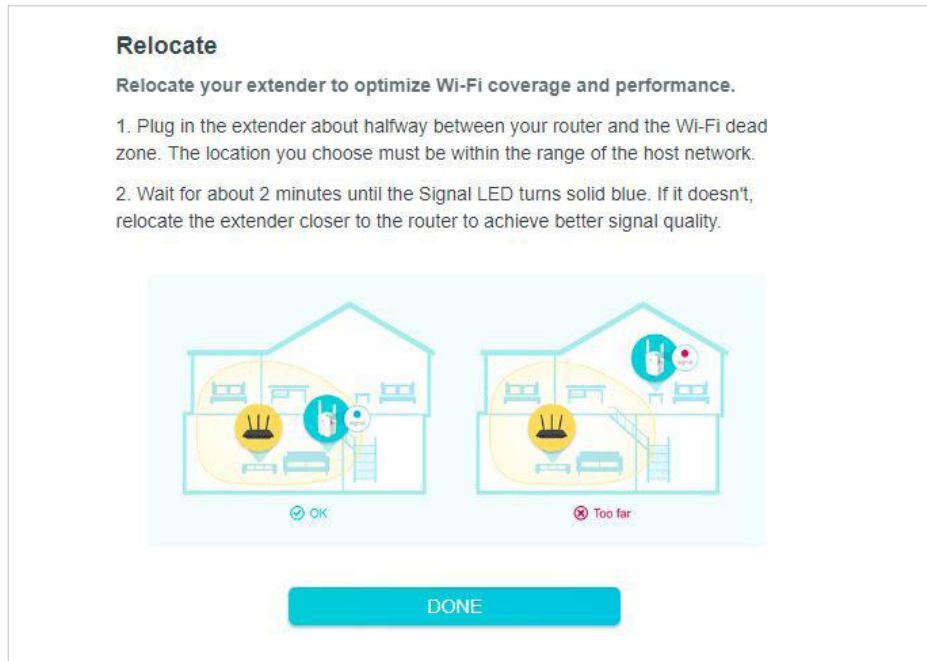 Relocate
Relocate your extender to optimize Wi-Fi coverage and performance.
1. Plug in the extender about halfway between your router and the Wi-Fi dead
zone. The location you choose must be within the range of the host network.
2. Wait for about 2 minutes until the Signal LED turns solid blue. If it doesn't,
relocate the extender closer to the router to achieve better signal quality.
signal
signal
OK
Too far
DONE